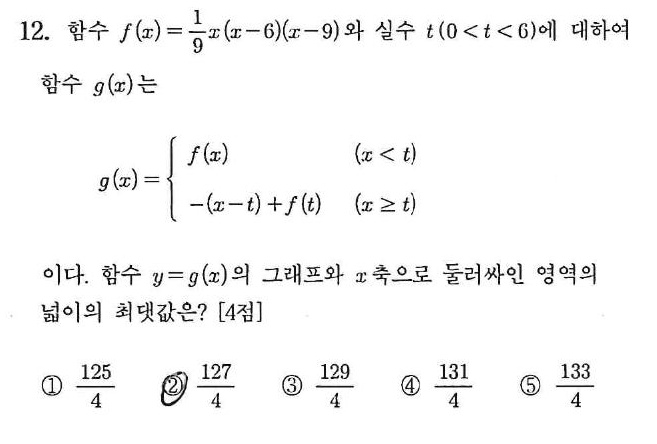 12. 함수 f(x)=1/9x(x-6)(x-9)와 실수 t(0<t<6)에 대하여
함수 g(x)는
g(x)={ f(x) (x<t)
-(x-t)+f(t) (x≥t)
이다. 함수 y=g(x)의 그래프와 x축으로 둘러싸인 영역의
넓이의 최댓값은? [4점]
① 125/4 ② 127/4 ③ 129/4 ④ 131/4 ⑤ 133/4